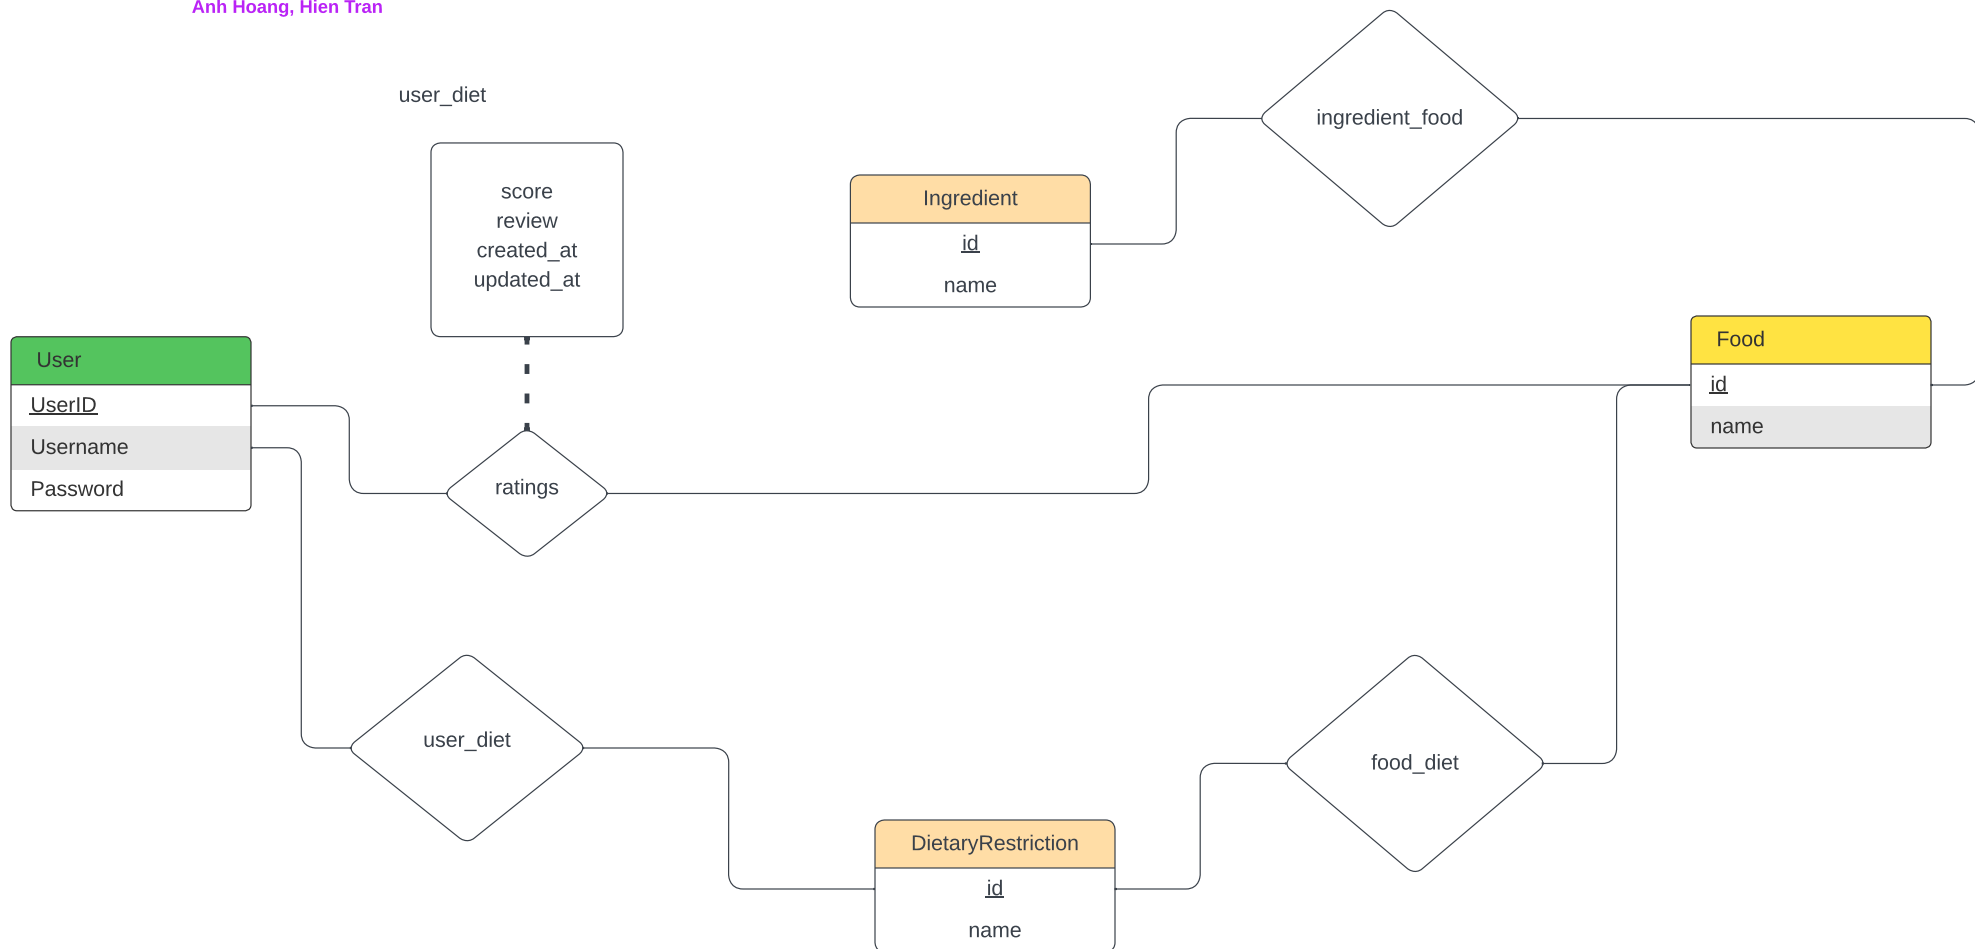 Anh Hoang, Hien Tran
user_diet
ingredient_food
score
review
created_at
updated_at
Ingredient
id
name
User
UserID
Username
Password
Food
id
name
ratings
user_diet
food_diet
DietaryRestriction
id
name